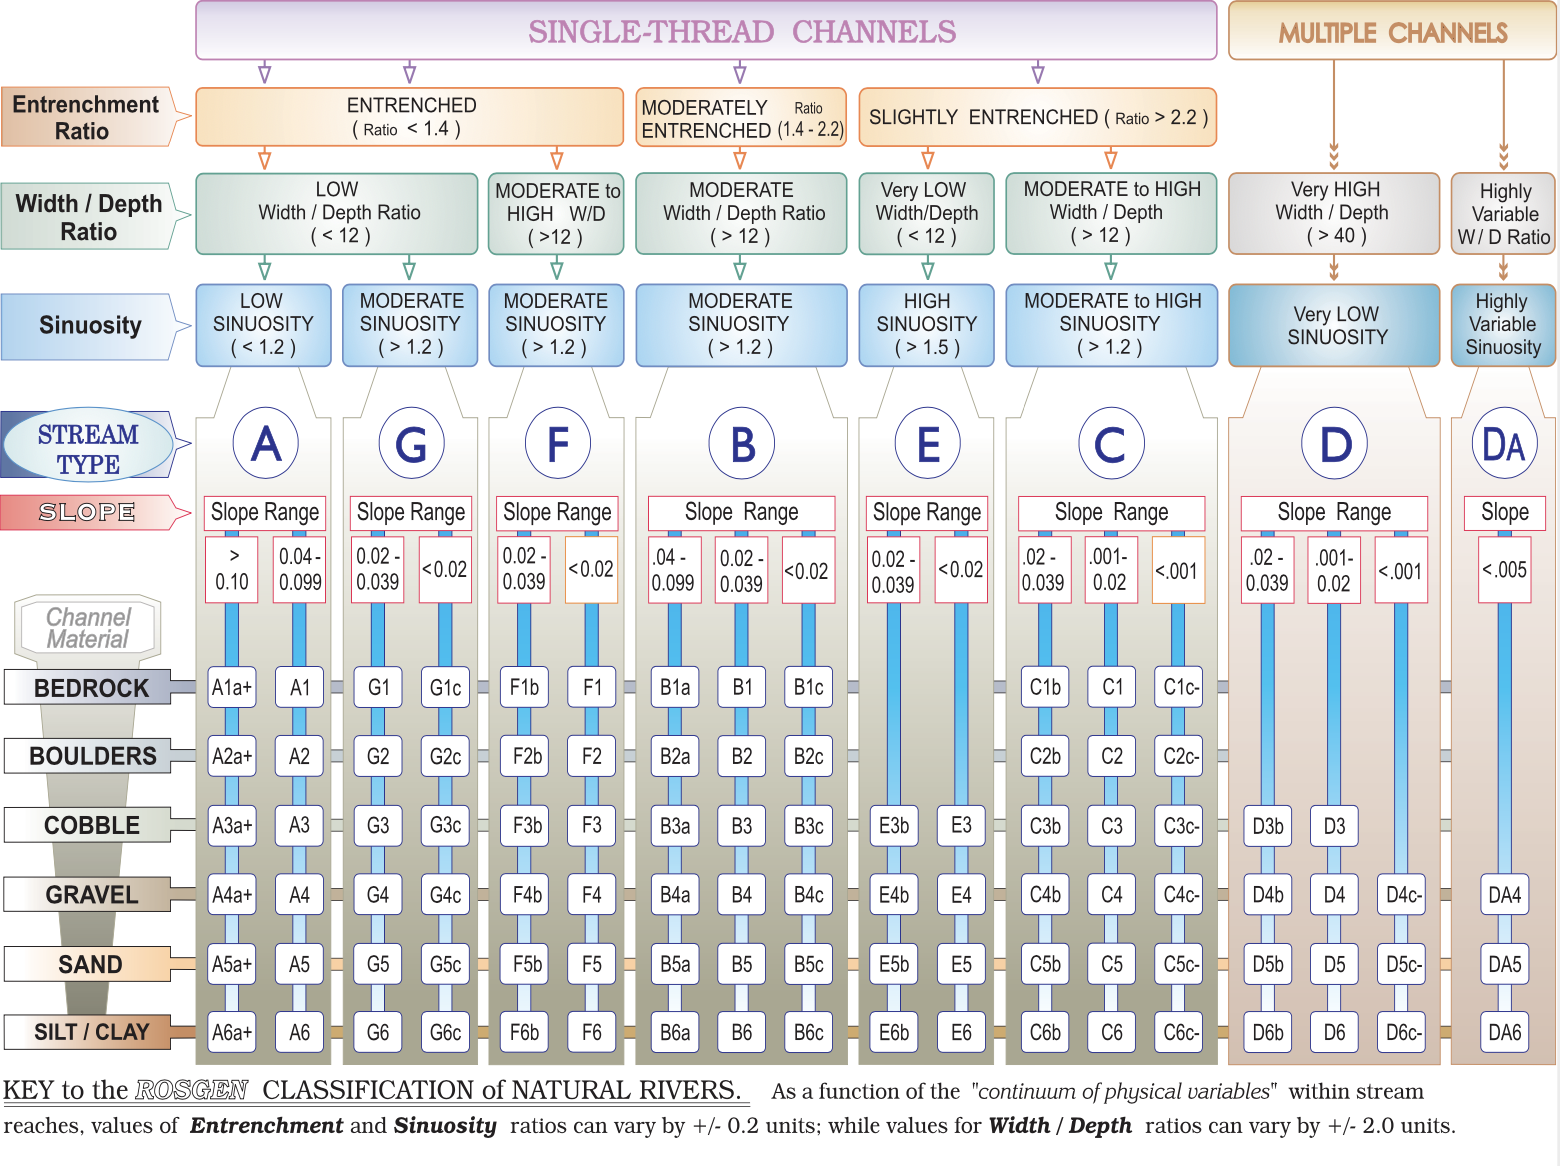 SINGLE-THREAD CHANNELS
MULTIPLE CHANNELS
Entrenchment
Ratio
ENTRENCHED
( Ratio < 1.4 )
MODERATELY Ratio
ENTRENCHED (1.4 - 2.2)
SLIGHTLY ENTRENCHED ( Ratio > 2.2 )
Width / Depth
Ratio
LOW
Width / Depth Ratio
( < 12 )
MODERATE to
HIGH W/D
( >12 )
MODERATE
Width / Depth Ratio
( > 12 )
Very LOW
Width/Depth
( < 12 )
MODERATE to HIGH
Width / Depth
( > 12 )
Very HIGH
Width / Depth
( > 40 )
Highly
Variable
W / D Ratio
Sinuosity
LOW
SINUOSITY
( < 1.2 )
MODERATE
SINUOSITY
( > 1.2 )
MODERATE
SINUOSITY
( > 1.2 )
MODERATE
SINUOSITY
( > 1.2 )
HIGH
SINUOSITY
( > 1.5 )
MODERATE to HIGH
SINUOSITY
( > 1.2 )
Very LOW
SINUOSITY
Highly
Variable
Sinuosity
STREAM
TYPE
A G F B E C D DA
SLOPE
Slope Range Slope Range Slope Range Slope Range Slope Range Slope Range Slope Range Slope
>
0.10
0.04 -
0.099
0.02 -
0.039
<0.02
0.02 -
0.039
<0.02
.04 -
0.099
0.02 -
0.039
<0.02
0.02 -
0.039
<0.02
.02 -
0.039
.001-
0.02
<.001
.02 -
0.039
.001-
0.02
<.001
<.005
Channel
Material
BEDROCK A1a+ A1 G1 G1c F1b F1 B1a B1 B1c C1b C1 C1c-
BOULDERS A2a+ A2 G2 G2c F2b F2 B2a B2 B2c C2b C2 C2c-
COBBLE A3a+ A3 G3 G3c F3b F3 B3a B3 B3c E3b E3 C3b C3 C3c- D3b D3
GRAVEL A4a+ A4 G4 G4c F4b F4 B4a B4 B4c E4b E4 C4b C4 C4c- D4b D4 D4c- DA4
SAND A5a+ A5 G5 G5c F5b F5 B5a B5 B5c E5b E5 C5b C5 C5c- D5b D5 D5c- DA5
SILT / CLAY A6a+ A6 G6 G6c F6b F6 B6a B6 B6c E6b E6 C6b C6 C6c- D6b D6 D6c- DA6
KEY to the ROSGEN CLASSIFICATION of NATURAL RIVERS. As a function of the "continuum of physical variables" within stream
reaches, values of Entrenchment and Sinuosity ratios can vary by +/- 0.2 units; while values for Width / Depth ratios can vary by +/- 2.0 units.